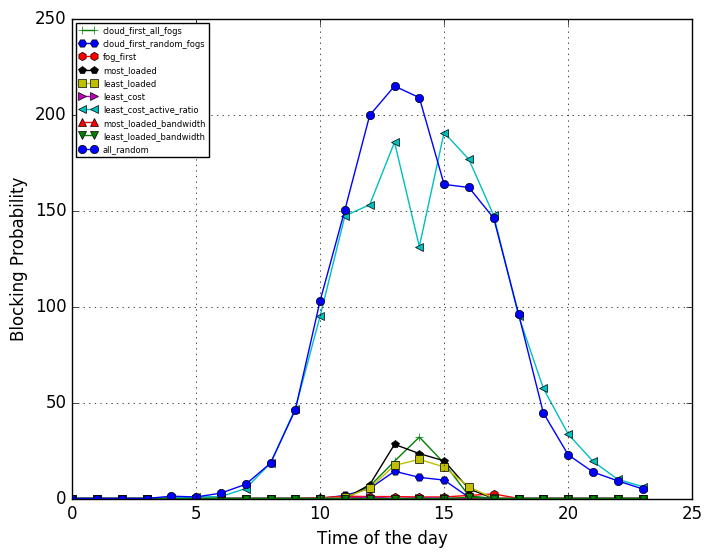 250
200
150
100
50
0
Blocking Probability
cloud_first_all_fogs
cloud_first_random_fogs
fog_first
most_loaded
least_loaded
least_cost
least_cost_active_ratio
most_loaded_bandwidth
least_loaded_bandwidth
all_random
0 5 10 15 20 25
Time of the day